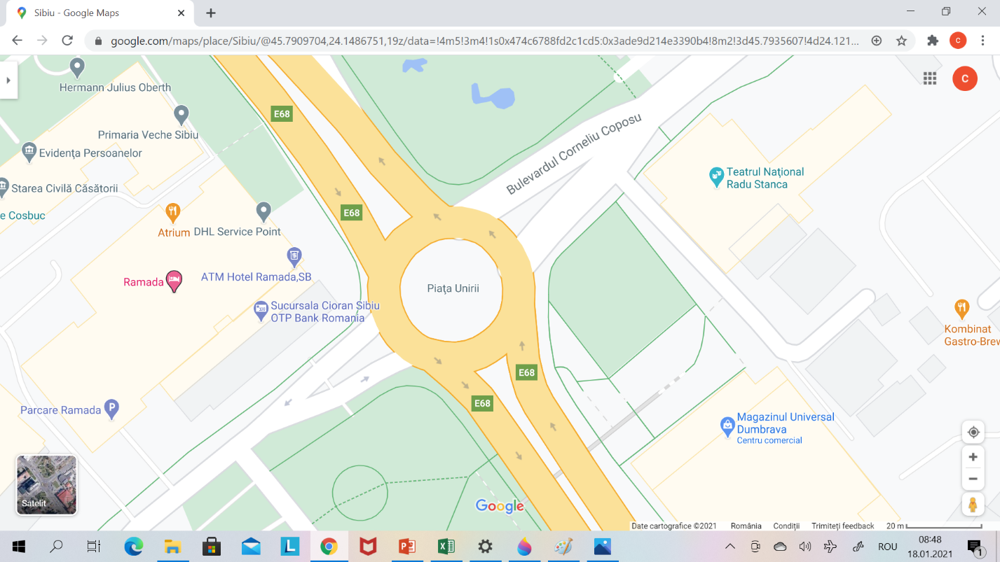 Sibiu - Google Maps
google.com/maps/place/Sibiu/@45.7909704,24.1486751,19z/data=!4m5!3m4!1s0x474c6788fd2c1cd5:0x3ade9d214e3390b4!8m2!3d45.7935607!4d24.121...
C
C
Hermann Julius Oberth
E68
Primaria Veche Sibiu
Bulevardul Corneliu Coposu
Evidenţa Persoanelor
Teatrul Naţional
Radu Stanca
Starea Civilă Căsătorii
e Cosbuc
E68
Atrium
DHL Service Point
ATM Hotel Ramada,SB
Ramada
Piaţa Unirii
Sucursala Cioran Sibiu
OTP Bank Romania
Kombinat
Gastro-Brew
E68
E68
Parcare Ramada
P
Magazinul Universal
Dumbrava
Centru comercial
Satelit
Google
Date cartografice ©2021
România
Condiții
Trimiteți feedback
20 m
L
P
X
ROU
08:48
18.01.2021
1